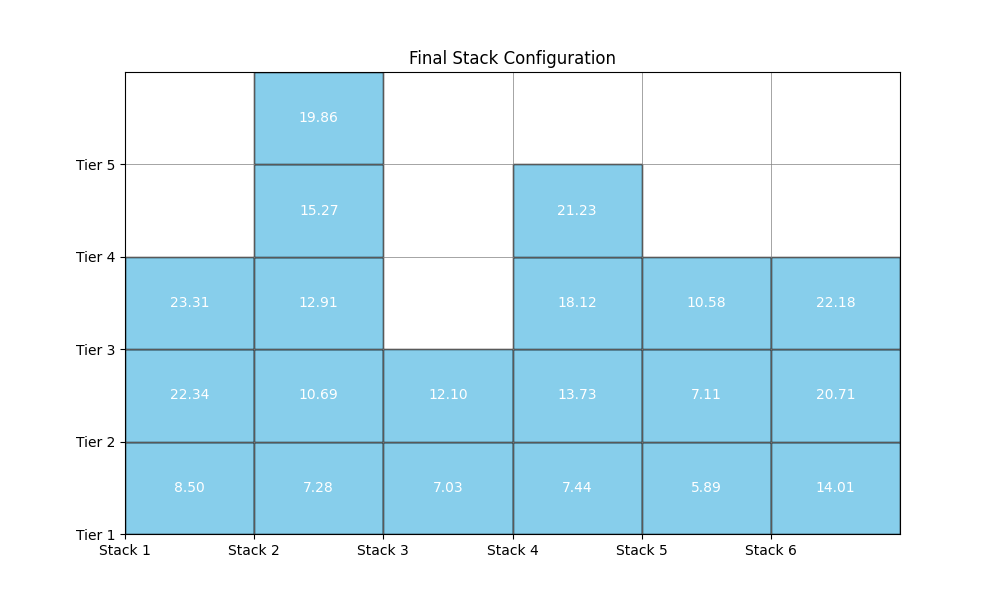 Final Stack Configuration
19.86
Tier 5
15.27 21.23
Tier 4
23.31 12.91 18.12 10.58 22.18
Tier 3
22.34 10.69 12.10 13.73 7.11 20.71
Tier 2
8.50 7.28 7.03 7.44 5.89 14.01
Tier 1
Stack 1 Stack 2 Stack 3 Stack 4 Stack 5 Stack 6